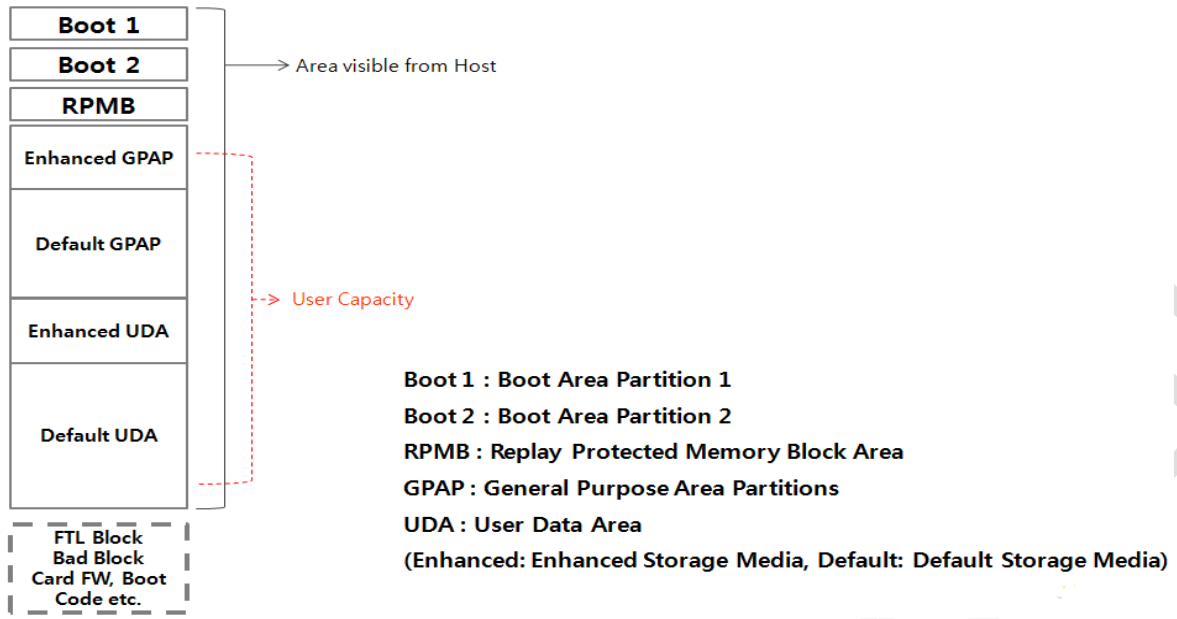 Boot 1
Boot 2
RPMB
Enhanced GPAP
Default GPAP
Enhanced UDA
Default UDA
FTL Block
Bad Block
Card FW, Boot
Code etc.
Area visible from Host
User Capacity
Boot 1 : Boot Area Partition 1
Boot 2 : Boot Area Partition 2
RPMB : Replay Protected Memory Block Area
GPAP : General Purpose Area Partitions
UDA : User Data Area
(Enhanced: Enhanced Storage Media, Default: Default Storage Media)